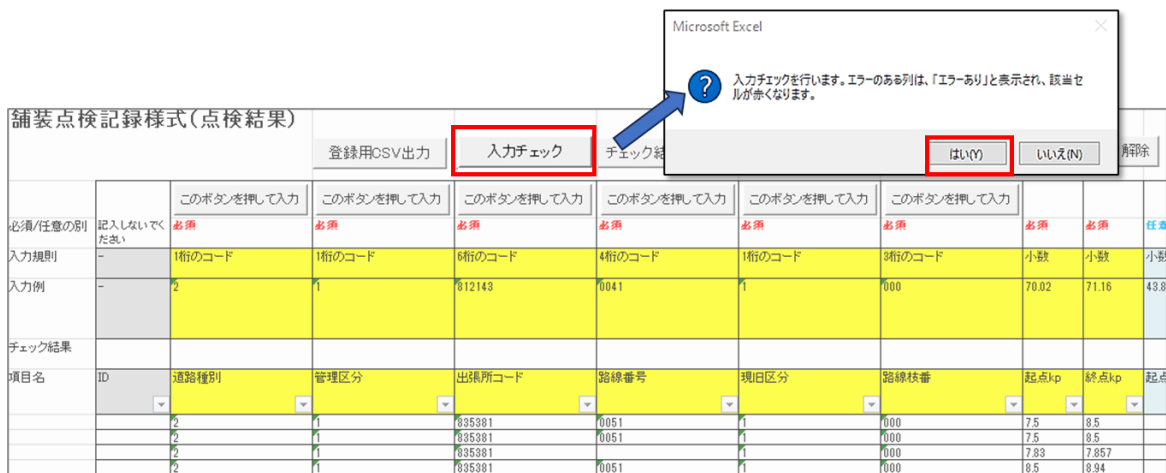 Microsoft Excel
入力チェックを行います。エラーのある列は、「エラーあり」と表示され、該当セ
ルが赤くなります。
はい(Y) いいえ(N)
舗装点検記録様式(点検結果)
登録用CSV出力 入力チェック チェック結 解除
このボタンを押して入力 このボタンを押して入力 このボタンを押して入力 このボタンを押して入力 このボタンを押して入力 このボタンを押して入力
必須/任意の別 記入しないでく 必須 必須 必須 必須 必須 必須 必須 必須 任意
ださい
入力規則 - 1桁のコード 1桁のコード 6桁のコード 4桁のコード 1桁のコード 3桁のコード 小数 小数 小数
入力例 - 2 1 812143 0041 1 000 70.02 71.16 43.8
チェック結果
項目名 ID 道路種別 管理区分 出張所コード 路線番号 現旧区分 路線枝番 起点kp 終点kp 起点
2 1 835381 0051 1 000 7.5 8.5
2 1 835381 0051 1 000 7.5 8.5
2 1 835381 1 000 7.83 7.857
2 1 835381 0051 1 000 8.5 8.94